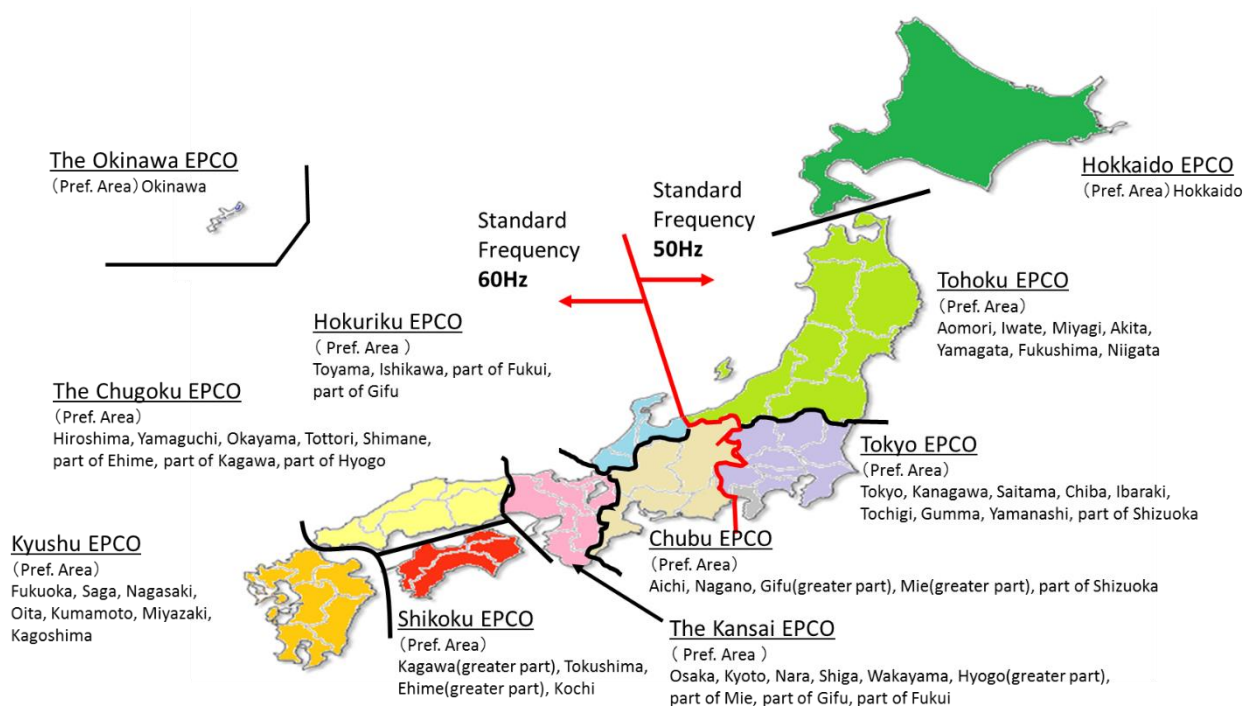 The Okinawa EPCO
(Pref. Area) Okinawa
Standard
Frequency
60Hz
Standard
Frequency
50Hz
Hokkaido EPCO
(Pref. Area) Hokkaido
Tohoku EPCO
(Pref. Area)
Aomori, Iwate, Miyagi, Akita,
Yamagata, Fukushima, Niigata
Hokuriku EPCO
( Pref. Area )
Toyama, Ishikawa, part of Fukui,
part of Gifu
The Chugoku EPCO
(Pref. Area)
Hiroshima, Yamaguchi, Okayama, Tottori, Shimane,
part of Ehime, part of Kagawa, part of Hyogo
Tokyo EPCO
(Pref. Area)
Tokyo, Kanagawa, Saitama, Chiba, Ibaraki,
Tochigi, Gumma, Yamanashi, part of Shizuoka
Kyushu EPCO
(Pref. Area)
Fukuoka, Saga, Nagasaki,
Oita, Kumamoto, Miyazaki,
Kagoshima
Chubu EPCO
(Pref. Area)
Aichi, Nagano, Gifu(greater part), Mie(greater part), part of Shizuoka
Shikoku EPCO
(Pref. Area)
Kagawa(greater part), Tokushima,
Ehime(greater part), Kochi
The Kansai EPCO
( Pref. Area )
Osaka, Kyoto, Nara, Shiga, Wakayama, Hyogo(greater part),
part of Mie, part of Gifu, part of Fukui